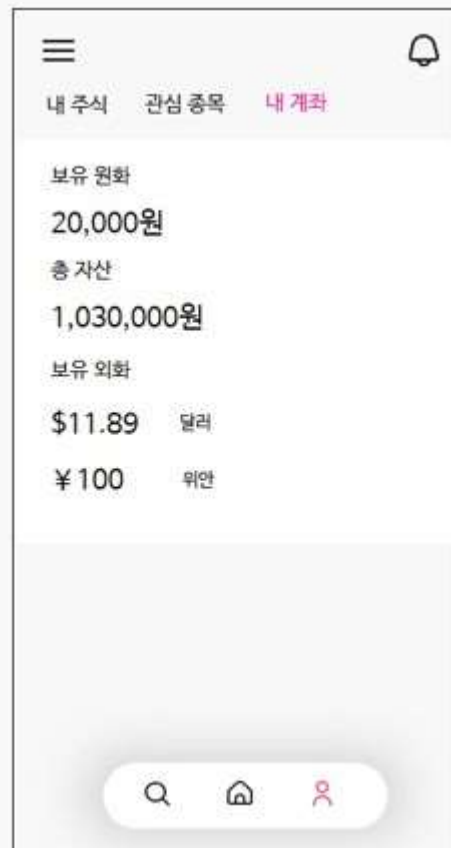 내 주식 관심 종목 내 계좌
보유 원화
20,000원
총 자산
1,030,000원
보유 외화
$11.89 달러
¥100 위안